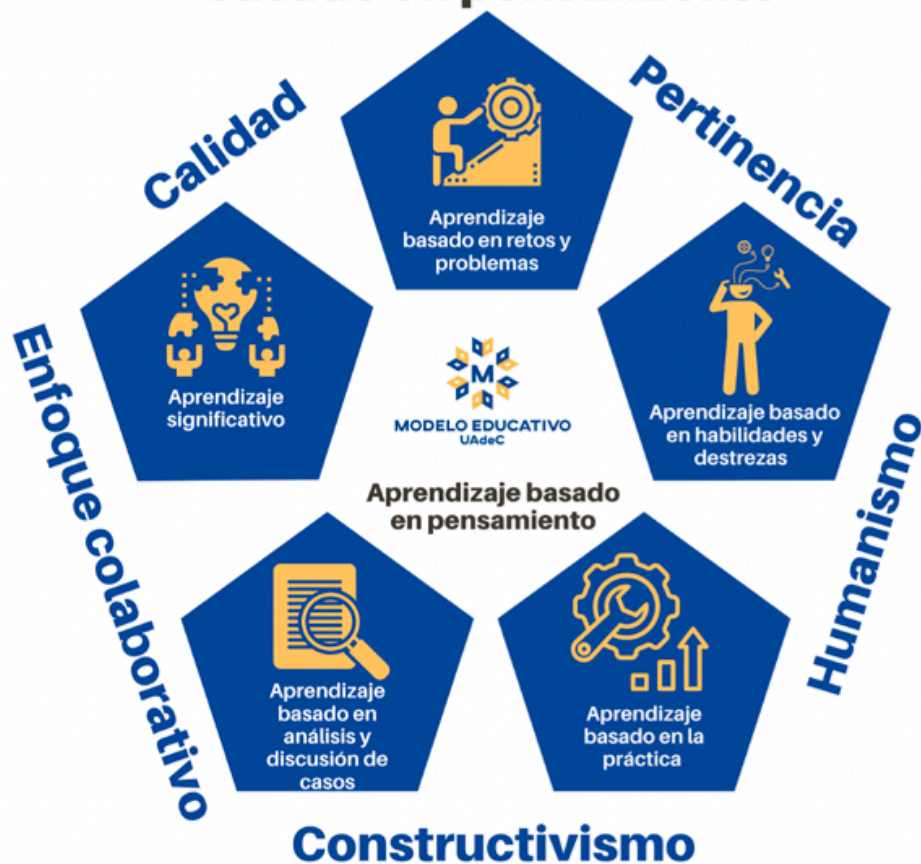 Calidad
Pertinencia
Aprendizaje
basado en retos y
problemas
Aprendizaje
significativo
M
MODELO EDUCATIVO
UAdeC
Aprendizaje basado
en habilidades y
destrezas
Enfoque colaborativo
Aprendizaje basado
en pensamiento
Humanismo
Aprendizaje
basado en
análisis y
discusión de
casos
Aprendizaje
basado en la
práctica
Constructivismo